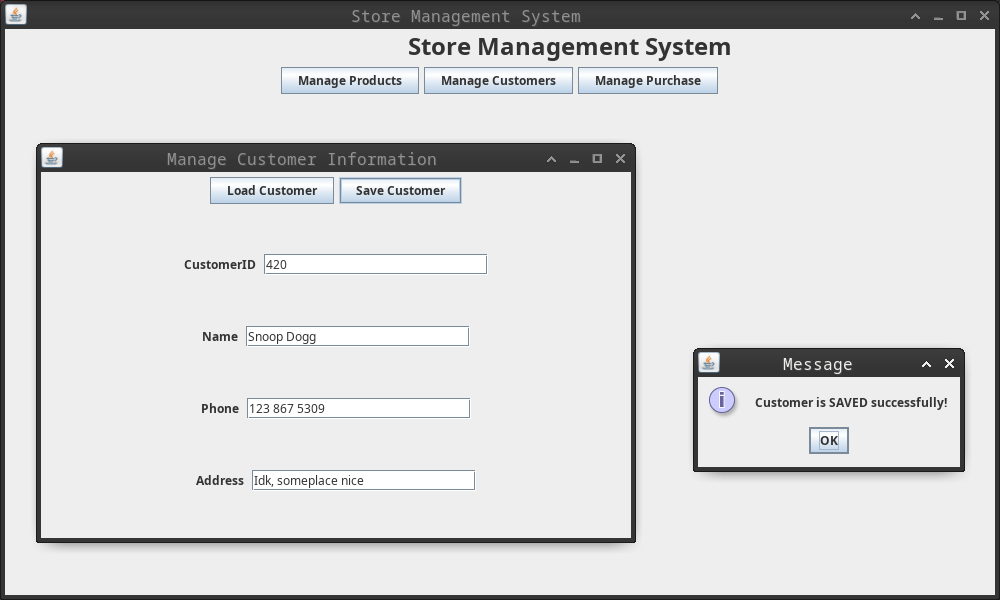 Store Management System
Store Management System
Manage Products Manage Customers Manage Purchase
Manage Customer Information
Load Customer Save Customer
CustomerID 420
Name Snoop Dogg
Phone 123 867 5309
Address Idk, someplace nice
Message
i Customer is SAVED successfully!
OK